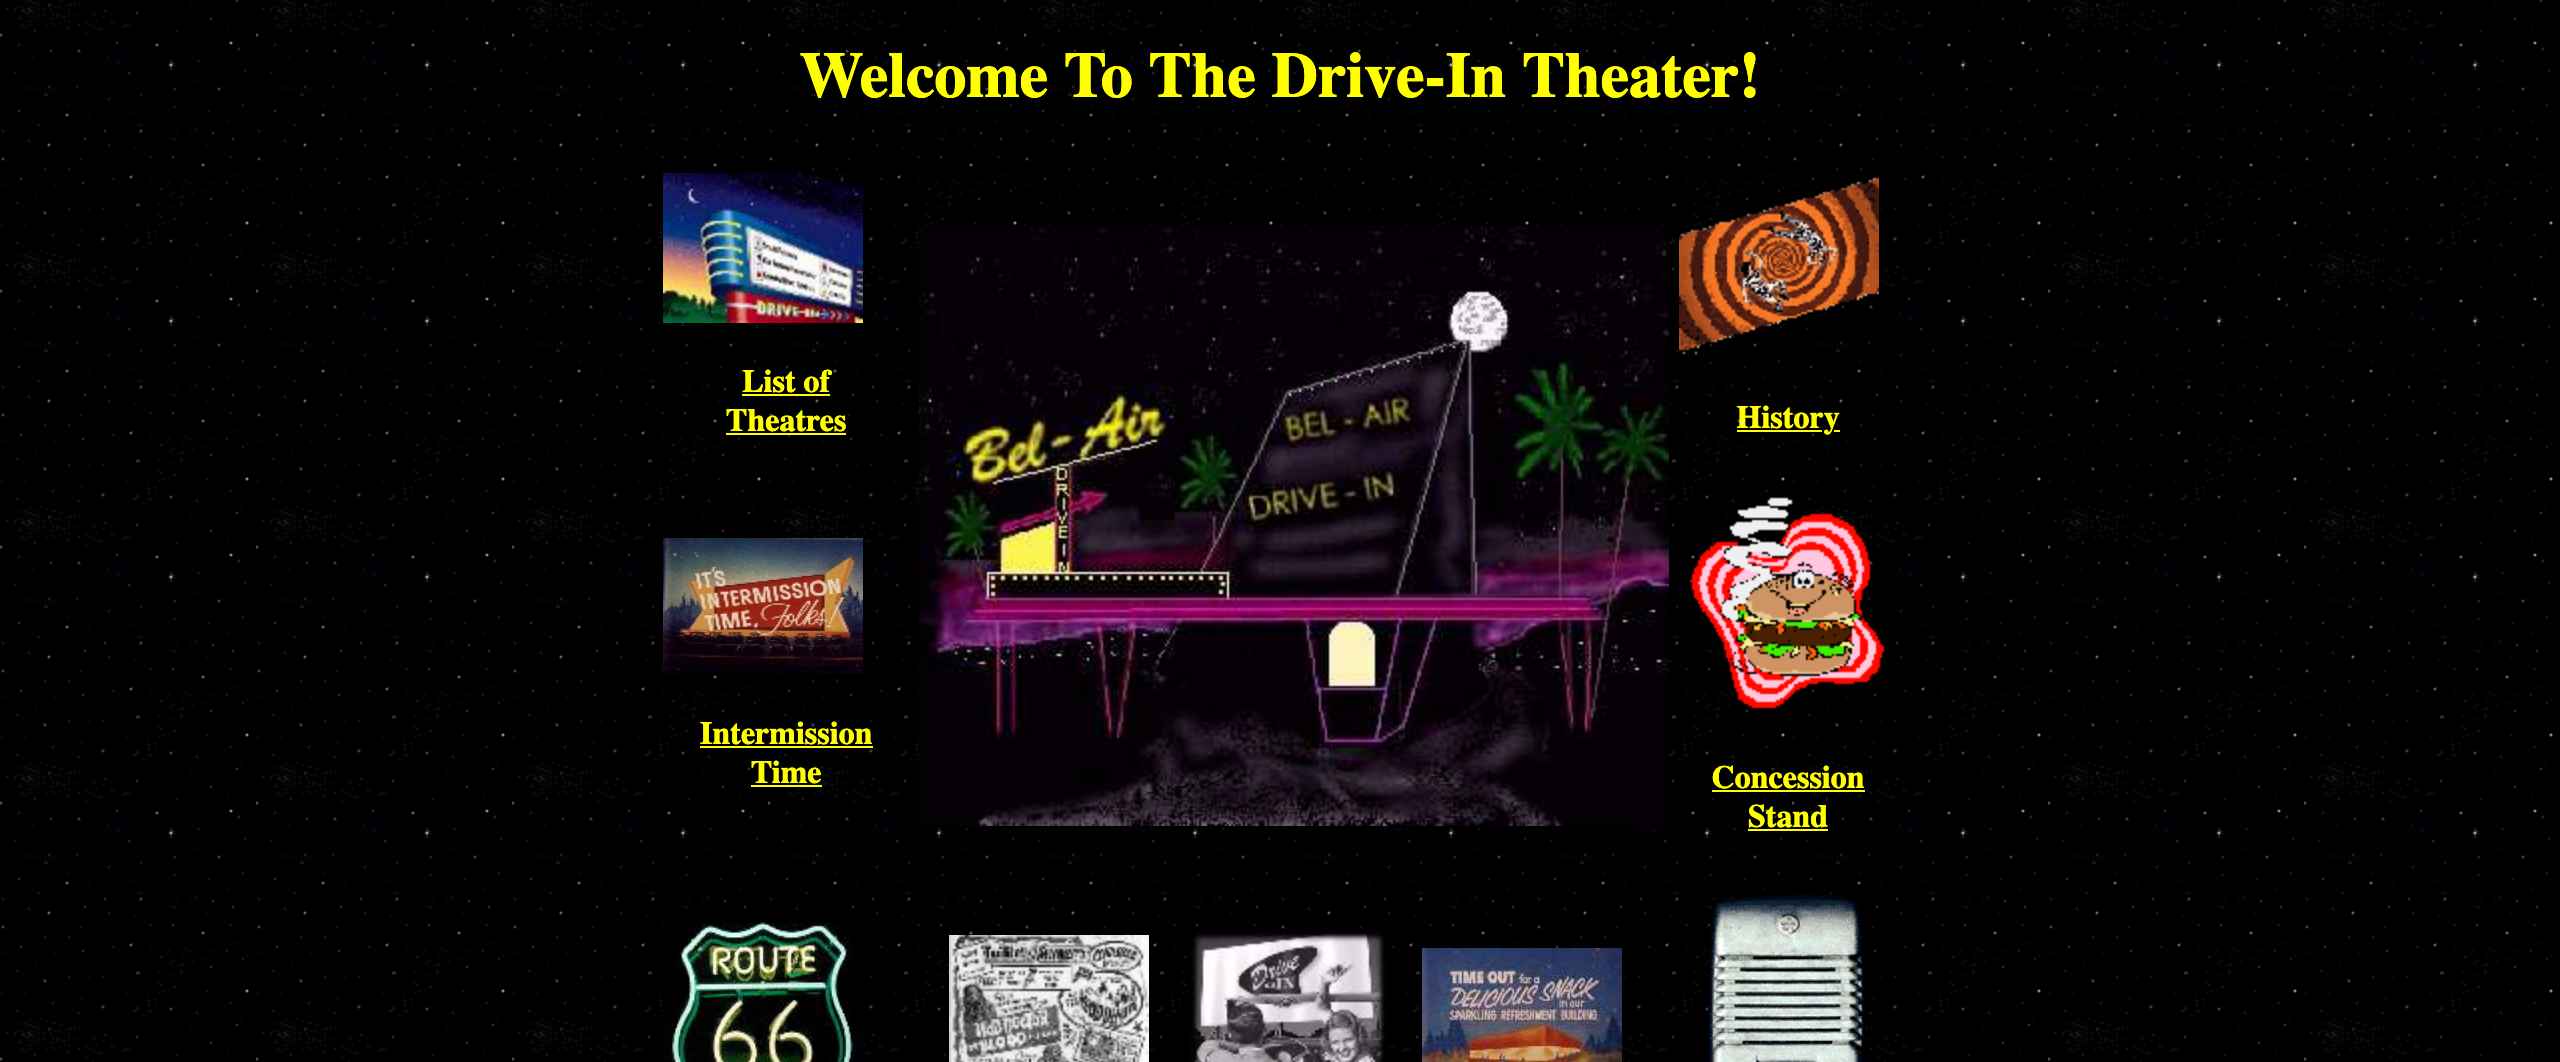 Welcome To The Drive-In Theater!
DRIVE-IN
List of
Theatres
History
Bel-Air
DRIVE IN
BEL - AIR
DRIVE - IN
IT'S
INTERMISSION
TIME, Folks!
Intermission
Time
Concession
Stand
ROUTE
66
Drive
IN
TIME OUT for a
DELICIOUS SNACK
in our
SPARKLING REFRESHMENT BUILDING